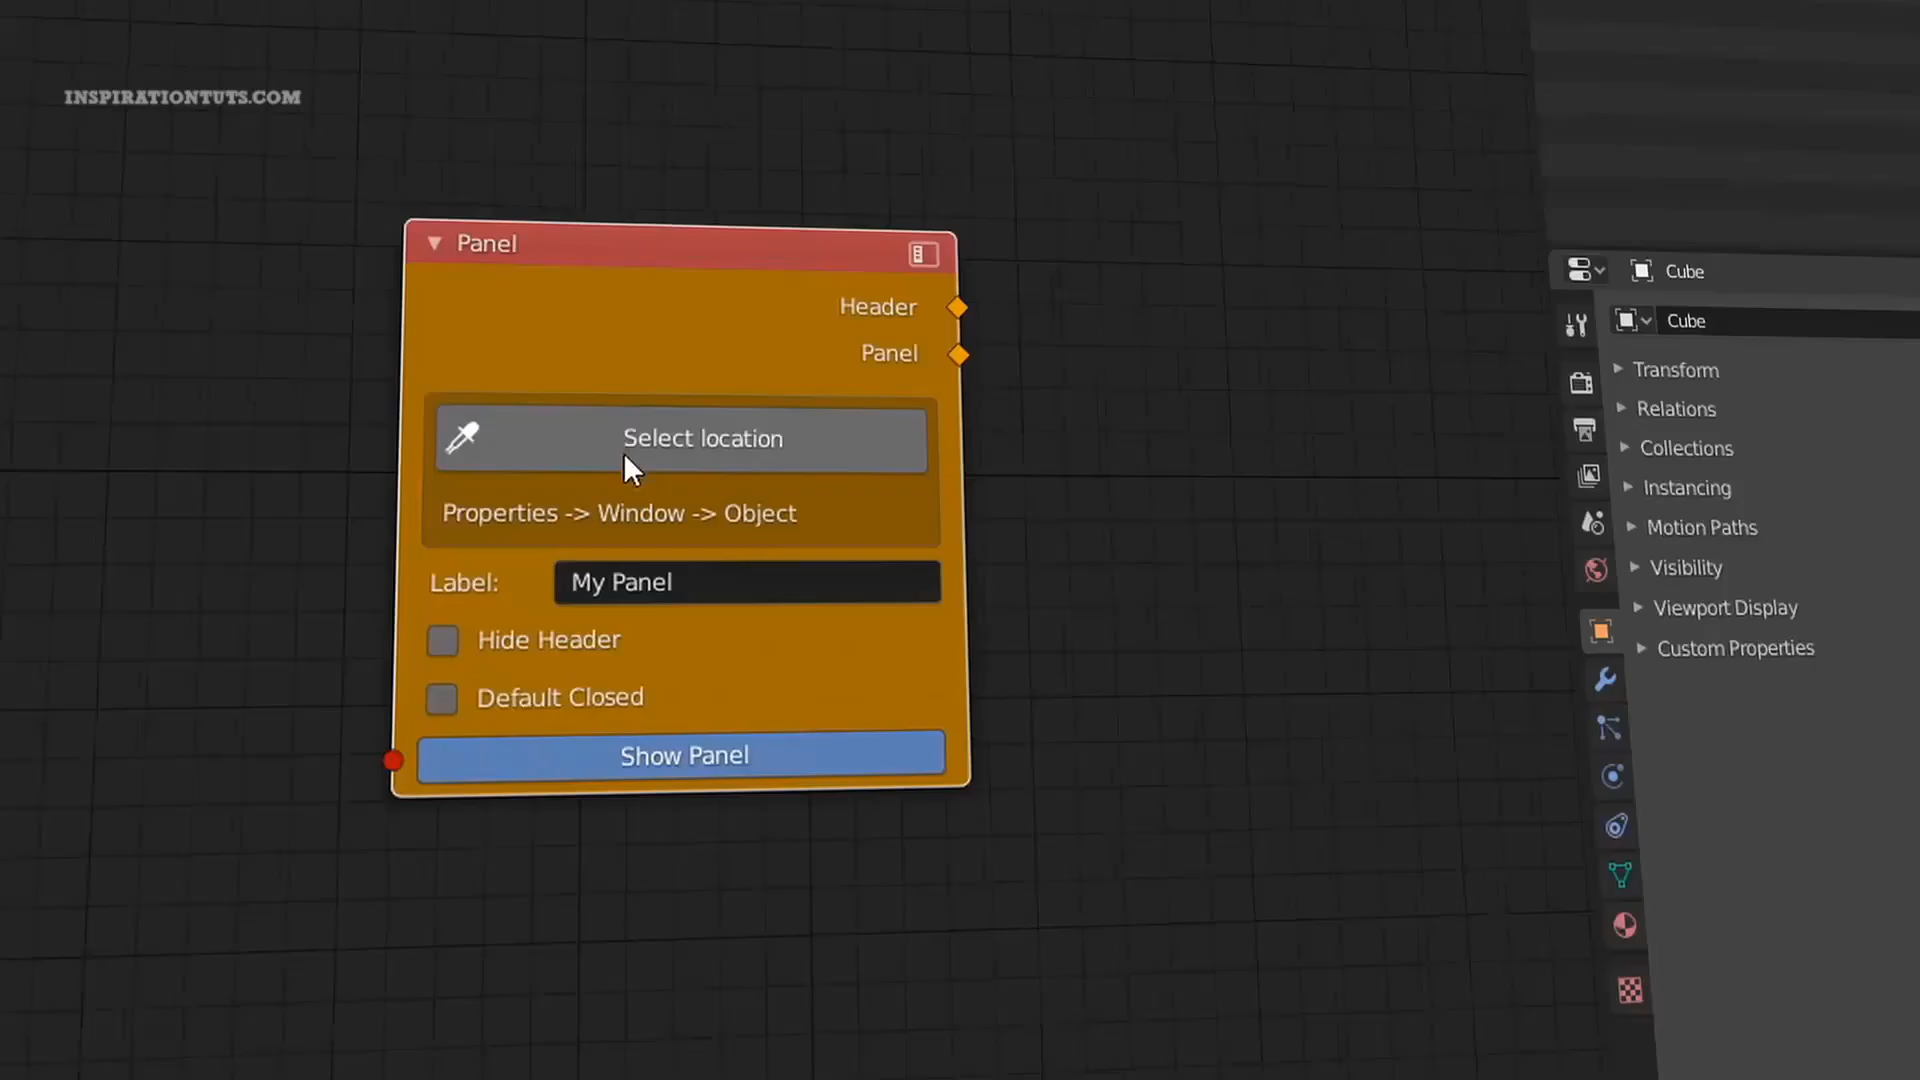 INSPIRATIONTUTS.COM
Panel
Header
Panel
Select location
Properties -> Window -> Object
Label: My Panel
Hide Header
Default Closed
Show Panel
Cube
Cube
Transform
Relations
Collections
Instancing
Motion Paths
Visibility
Viewport Display
Custom Properties